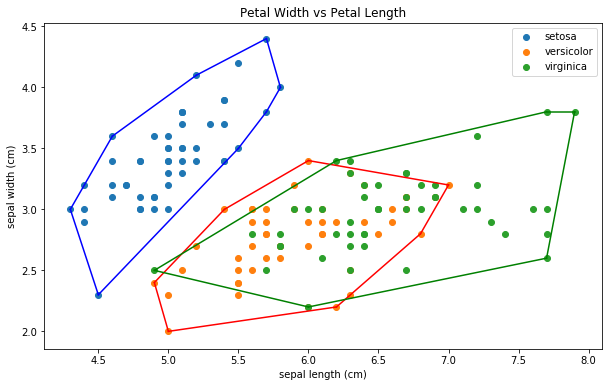 Petal Width vs Petal Length
setosa
versicolor
virginica
4.5
4.0
3.5
3.0
2.5
2.0
sepal width (cm)
4.5 5.0 5.5 6.0 6.5 7.0 7.5 8.0
sepal length (cm)